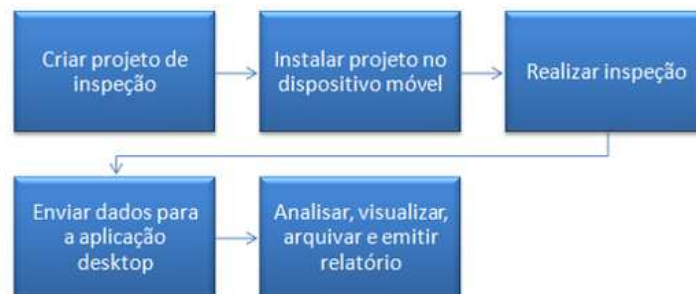 Criar projeto de
inspeção
Instalar projeto no
dispositivo móvel
Realizar inspeção
Enviar dados para
a aplicação
desktop
Analisar, visualizar,
arquivar e emitir
relatório